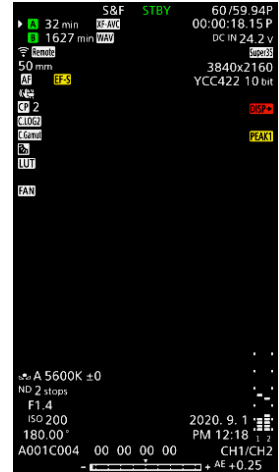 S&F STBY 60/59.94P
A 32 min XF-AVC 00:00:18.15 P
B 1627 min WAV DC IN 24.2 V
Remote Super35
50 mm 3840x2160
AF EF-S YCC422 10 bit
CP 2 DISP+
C.LOG2
C.Gamut PEAK1
LUT
FAN
A 5600K ±0
ND 2 stops
F1.4
ISO 200 2020. 9. 1
180.00° PM 12:18 1 2
A001C004 00 00 00 00 CH1/CH2
- + AE +0.25